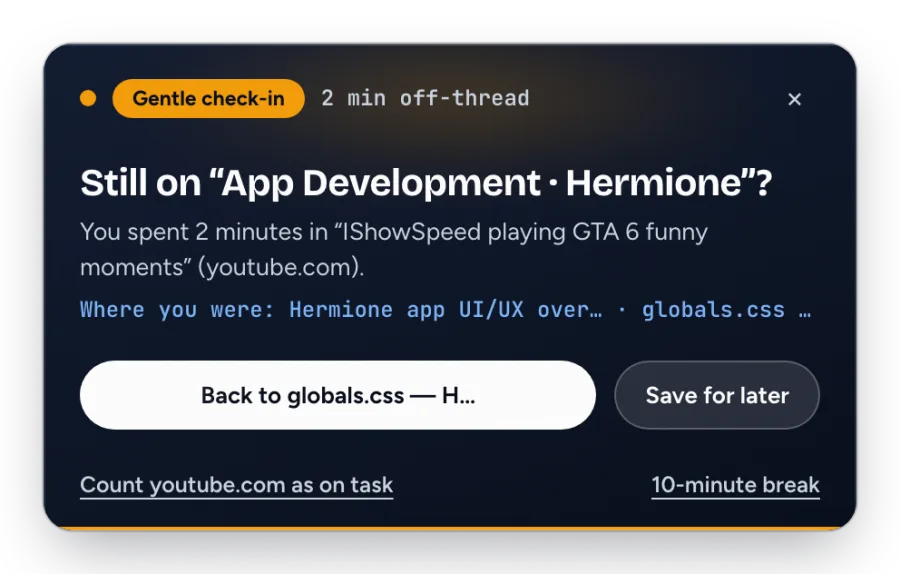 Gentle check-in 2 min off-thread ×
Still on “App Development · Hermione”?
You spent 2 minutes in “IShowSpeed playing GTA 6 funny
moments” (youtube.com).
Where you were: Hermione app UI/UX over… · globals.css …
Back to globals.css — H… Save for later
Count youtube.com as on task 10-minute break